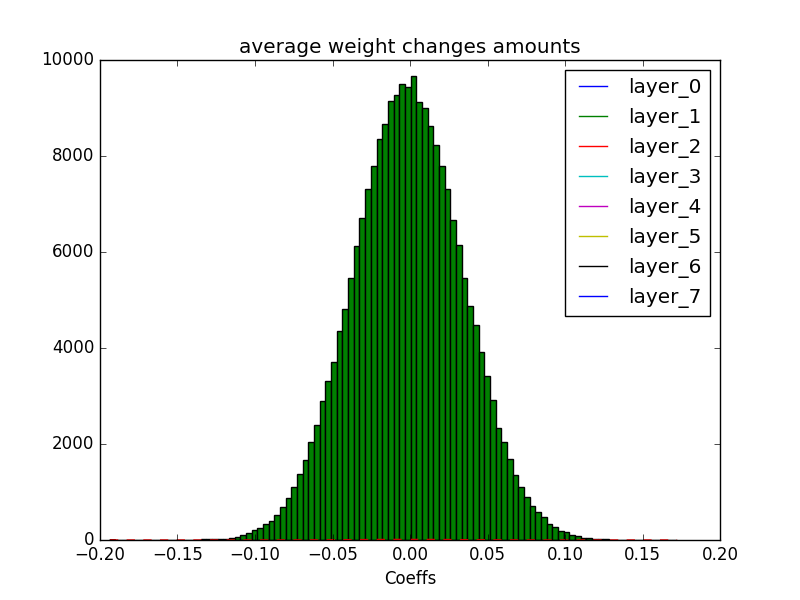 average weight changes amounts
10000
8000
6000
4000
2000
0
layer_0
layer_1
layer_2
layer_3
layer_4
layer_5
layer_6
layer_7
−0.20 −0.15 −0.10 −0.05 0.00 0.05 0.10 0.15 0.20
Coeffs